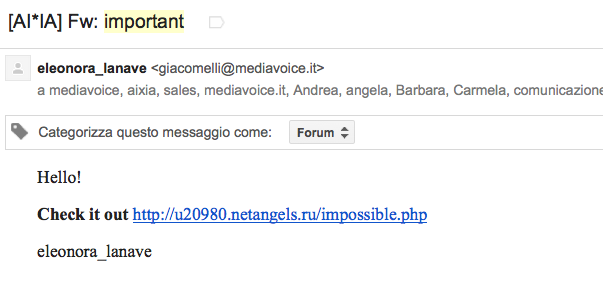 [AI*IA] Fw: important
eleonora_lanave <giacomelli@mediavoice.it>
a mediavoice, aixia, sales, mediavoice.it, Andrea, angela, Barbara, Carmela, comunicazione
Categorizza questo messaggio come: Forum
Hello!
Check it out http://u20980.netangels.ru/impossible.php
eleonora_lanave